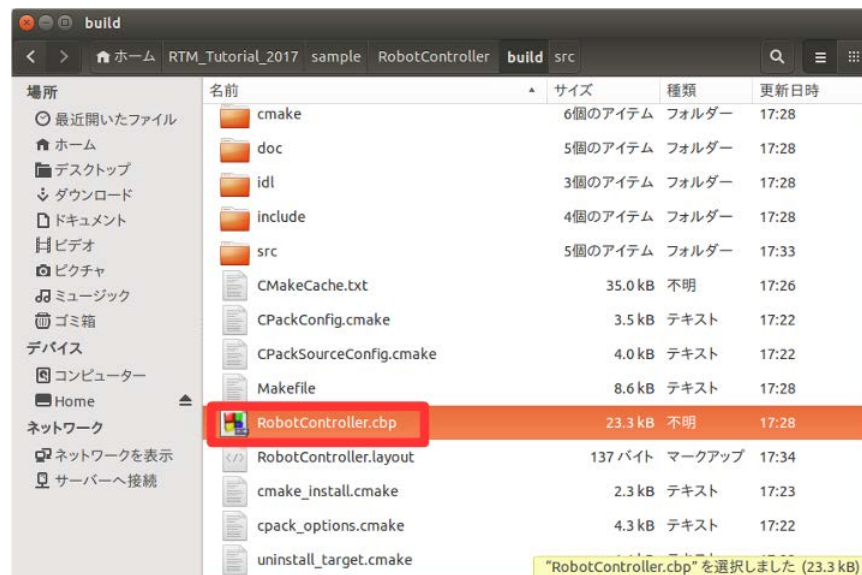 build
ホーム RTM_Tutorial_2017 sample RobotController build src
場所
最近開いたファイル
ホーム
デスクトップ
ダウンロード
ドキュメント
ビデオ
ピクチャ
ミュージック
ゴミ箱
デバイス
コンピューター
Home
ネットワーク
ネットワークを表示
サーバーへ接続
名前 サイズ 種類 更新日時
cmake 6個のアイテム フォルダー 17:28
doc 5個のアイテム フォルダー 17:28
idl 3個のアイテム フォルダー 17:28
include 4個のアイテム フォルダー 17:28
src 5個のアイテム フォルダー 17:33
CMakeCache.txt 35.0 kB 不明 17:26
CPackConfig.cmake 3.5 kB テキスト 17:22
CPackSourceConfig.cmake 4.0 kB テキスト 17:22
Makefile 8.6 kB テキスト 17:28
RobotController.cbp 23.3 kB 不明 17:28
RobotController.layout 137 バイト マークアップ 17:34
cmake_install.cmake 2.3 kB テキスト 17:23
cpack_options.cmake 4.3 kB テキスト 17:22
uninstall_target.cmake
"RobotController.cbp" を選択しました (23.3 kB)